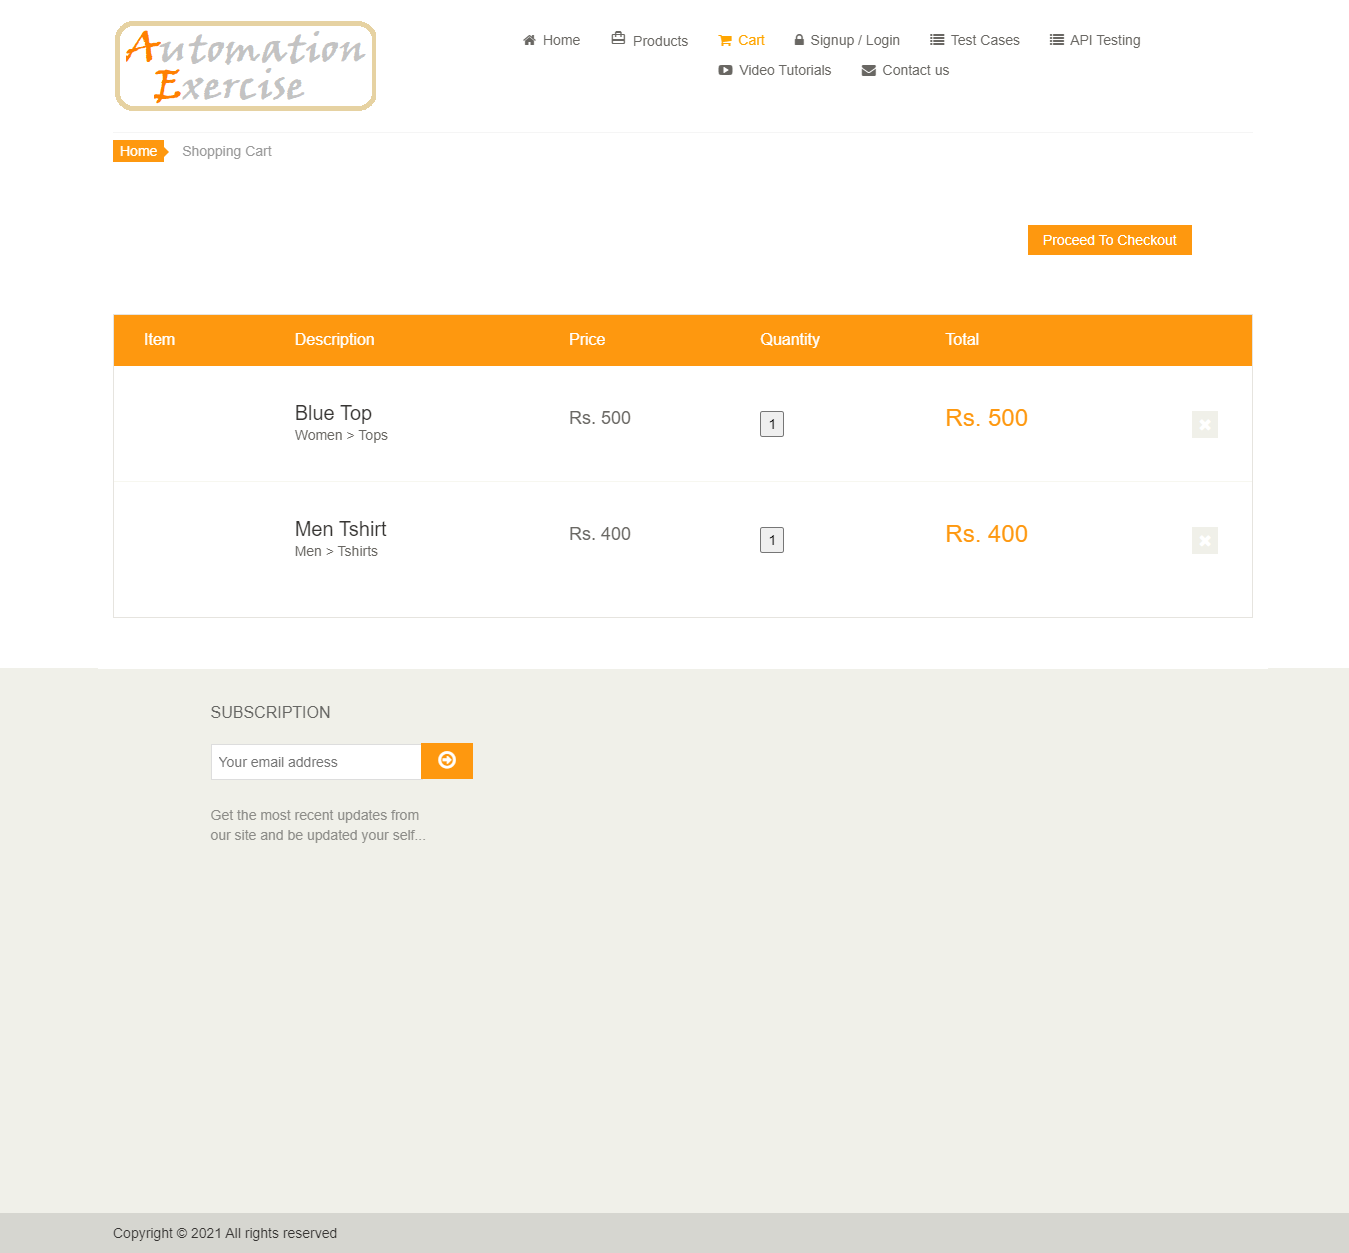 Automation
Exercise
Home Products Cart Signup / Login Test Cases API Testing
Video Tutorials Contact us
Home Shopping Cart
Proceed To Checkout
Item Description Price Quantity Total
Blue Top Rs. 500 1 Rs. 500
Women > Tops
Men Tshirt Rs. 400 1 Rs. 400
Men > Tshirts
SUBSCRIPTION
Your email address
Get the most recent updates from
our site and be updated your self...
Copyright © 2021 All rights reserved